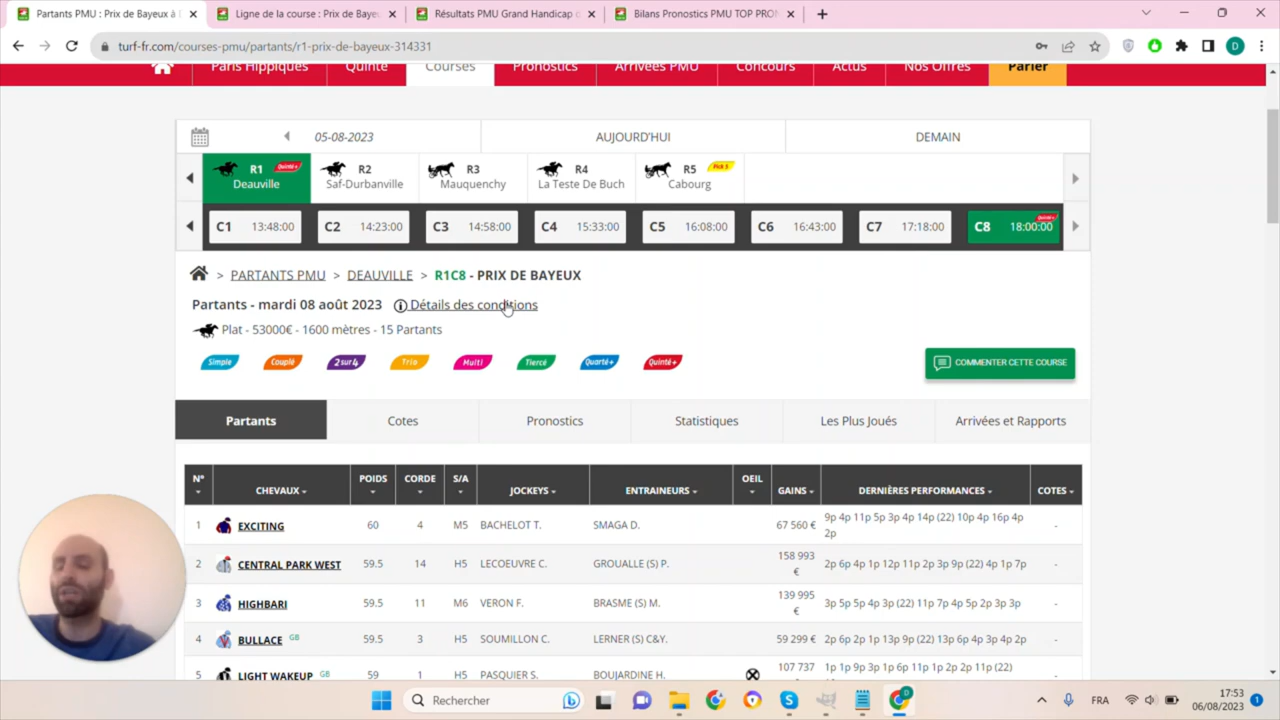 Partants PMU : Prix de Bayeux à
Ligne de la course : Prix de Baye
Résultats PMU Grand Handicap d
Bilans Pronostics PMU TOP PRO
turf-fr.com/courses-pmu/partants/r1-prix-de-bayeux-314331
D
Paris Hippiques Quinté Courses Pronostics Arrivées PMU Concours Actus Nos Offres Parier
05-08-2023 AUJOURD'HUI DEMAIN
R1 Quinté+ R2 R3 R4 R5 Pick 5
Deauville Saf-Durbanville Mauquenchy La Teste De Buch Cabourg
C1 13:48:00 C2 14:23:00 C3 14:58:00 C4 15:33:00 C5 16:08:00 C6 16:43:00 C7 17:18:00 C8 18:00:00 Quinté+
> PARTANTS PMU > DEAUVILLE > R1C8 - PRIX DE BAYEUX
Partants - mardi 08 août 2023 Détails des conditions
Plat - 53000€ - 1600 mètres - 15 Partants
Simple Couplé 2sur4 Trio Multi Tiercé Quarté+ Quinté+
COMMENTER CETTE COURSE
Partants Cotes Pronostics Statistiques Les Plus Joués Arrivées et Rapports
N° CHEVAUX POIDS CORDE S/A JOCKEYS ENTRAINEURS OEIL GAINS DERNIÈRES PERFORMANCES COTES
1 EXCITING 60 4 M5 BACHELOT T. SMAGA D. 67 560 € 9p 4p 11p 5p 3p 4p 14p (22) 10p 4p 16p 4p
2p -
2 CENTRAL PARK WEST 59.5 14 H5 LECOEUVRE C. GROUALLE (S) P. 158 993
€ 2p 6p 4p 1p 12p 11p 2p 3p 9p (22) 4p 1p 7p -
3 HIGHBARI 59.5 11 M6 VERON F. BRASME (S) M. 139 995
€ 3p 5p 5p 4p 3p (22) 11p 7p 4p 5p 2p 3p 3p -
4 BULLACE GB 59.5 3 H5 SOUMILLON C. LERNER (S) C&Y. 59 299 € 2p 6p 2p 1p 13p 9p (22) 13p 6p 4p 3p 4p 2p -
5 LIGHT WAKEUP GB 59 1 H5 PASQUIER S. BOUJARDINE H. 107 737 1p 1p 9p 3p 1p 6p 11p 1p 2p 2p 11p (22) -
Rechercher
FRA
17:53
06/08/2023
1